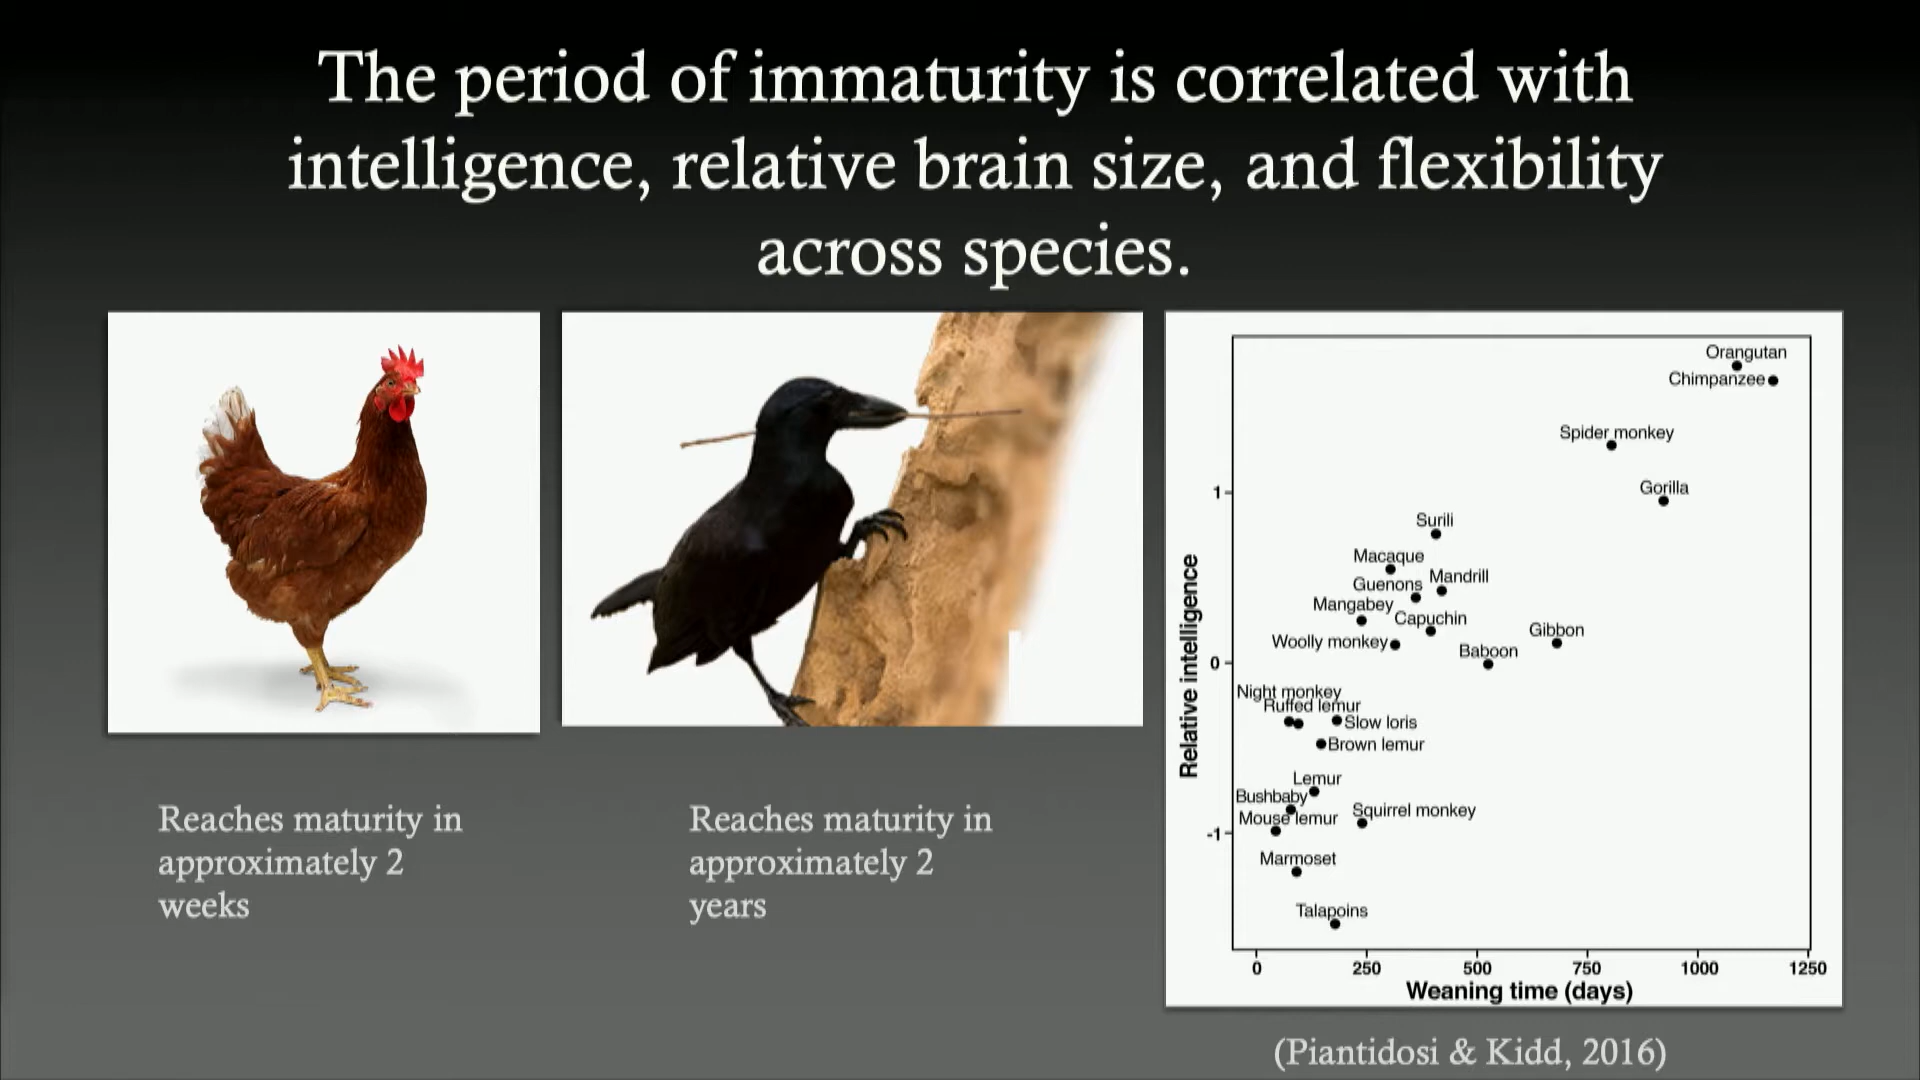 The period of immaturity is correlated with
intelligence, relative brain size, and flexibility
across species.
Reaches maturity in
approximately 2
weeks
Reaches maturity in
approximately 2
years
Orangutan
Chimpanzee
Spider monkey
Gorilla
Surili
Macaque
Mandrill
Guenons
Mangabey
Capuchin
Woolly monkey
Gibbon
Baboon
Night monkey
Ruffed lemur
Slow loris
Brown lemur
Lemur
Bushbaby
Squirrel monkey
Mouse lemur
Marmoset
Talapoins
1
0
-1
Relative intelligence
0 250 500 750 1000 1250
Weaning time (days)
(Piantidosi & Kidd, 2016)